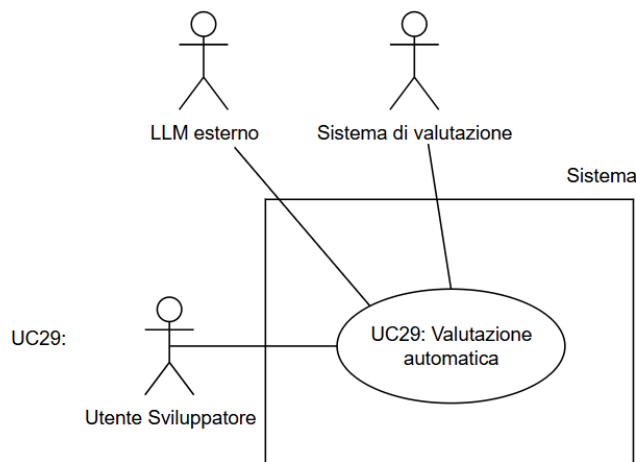 LLM esterno
Sistema di valutazione
Sistema
UC29:
UC29: Valutazione
automatica
Utente Sviluppatore